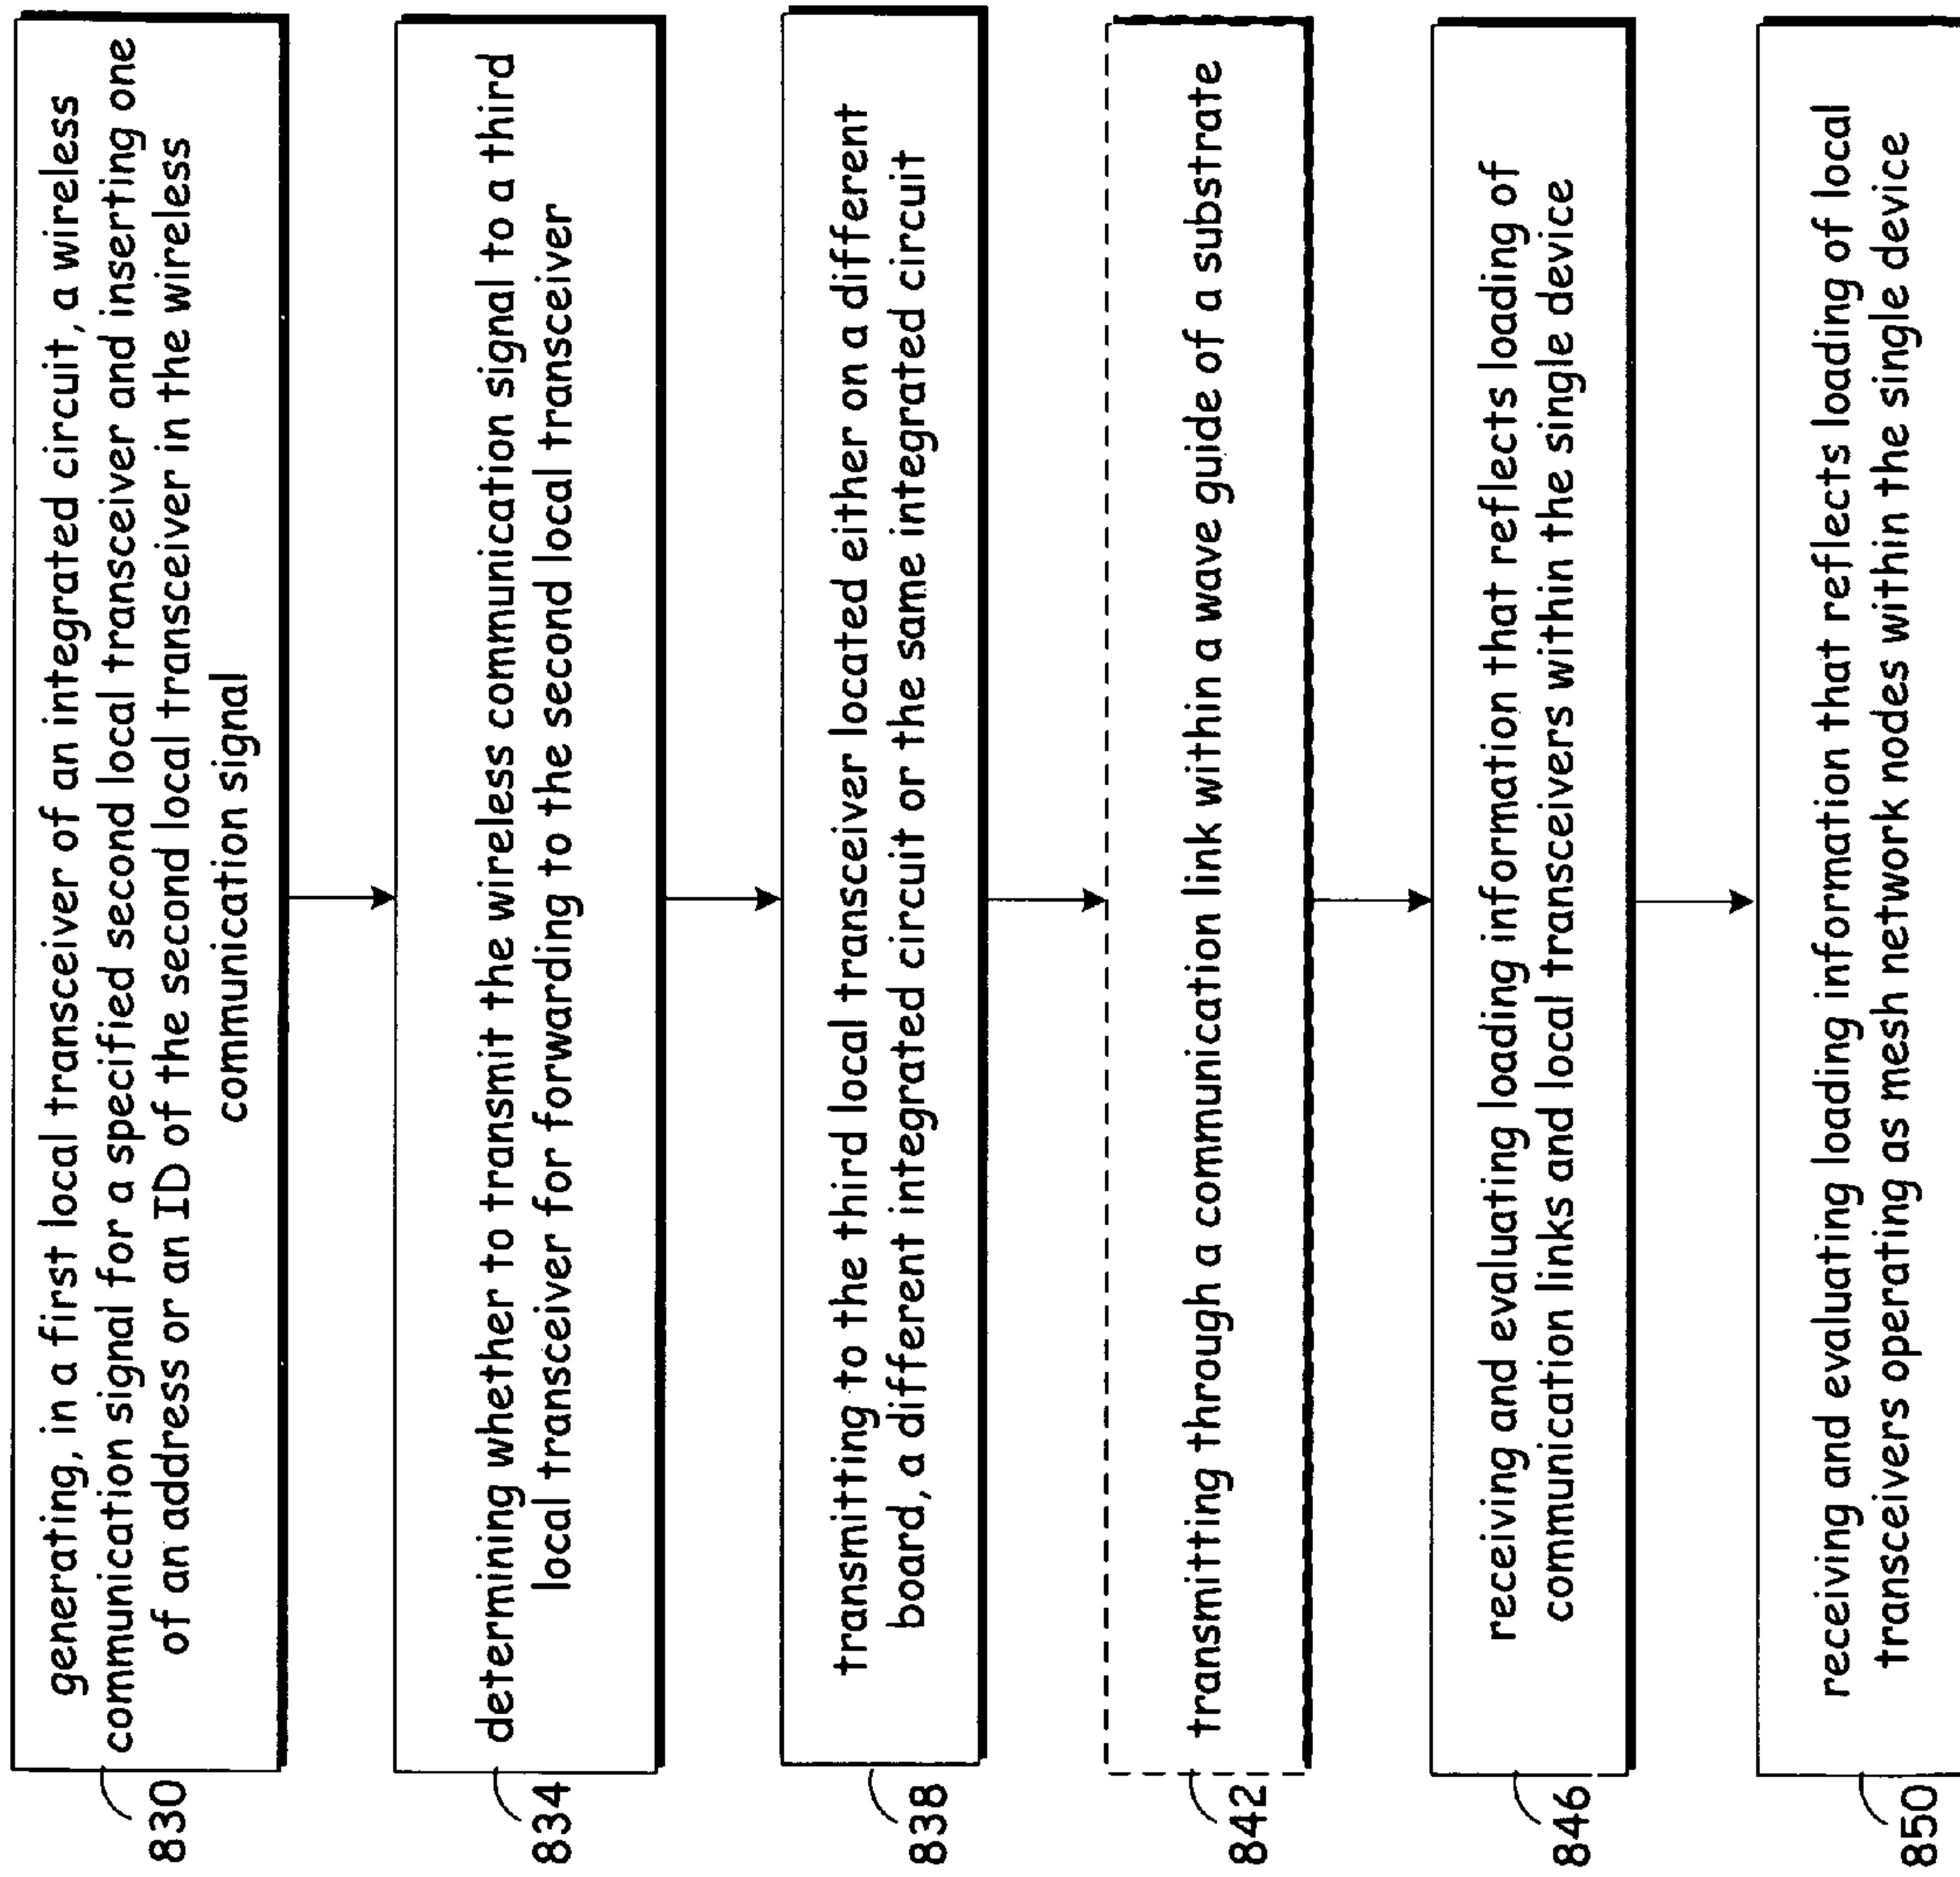 generating, in a first local transceiver of an integrated circuit, a wireless
communication signal for a specified second local transceiver and inserting one
of an address or an ID of the second local transceiver in the wireless
communication signal
830
determining whether to transmit the wireless communication signal to a third
local transceiver for forwarding to the second local transceiver
834
transmitting to the third local transceiver located either on a different
board, a different integrated circuit or the same integrated circuit
838
transmitting through a communication link within a wave guide of a substrate
842
receiving and evaluating loading information that reflects loading of
communication links and local transceivers within the single device
846
receiving and evaluating loading information that reflects loading of local
transceivers operating as mesh network nodes within the single device
850